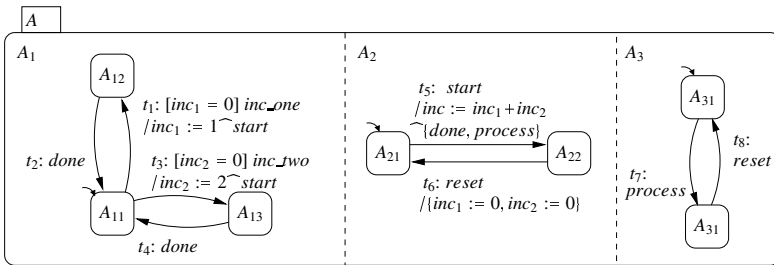 A
A₁
A₂
A₃
A₁₂
t₁: [inc₁ = 0] inc_one
/inc₁ := 1⌢start
t₂: done
t₃: [inc₂ = 0] inc_two
/inc₂ := 2⌢start
A₁₁
A₁₃
t₄: done
t₅: start
/inc := inc₁+inc₂
⌢{done, process}
A₂₁
A₂₂
t₆: reset
/{inc₁ := 0, inc₂ := 0}
A₃₁
t₈:
reset
t₇:
process
A₃₁